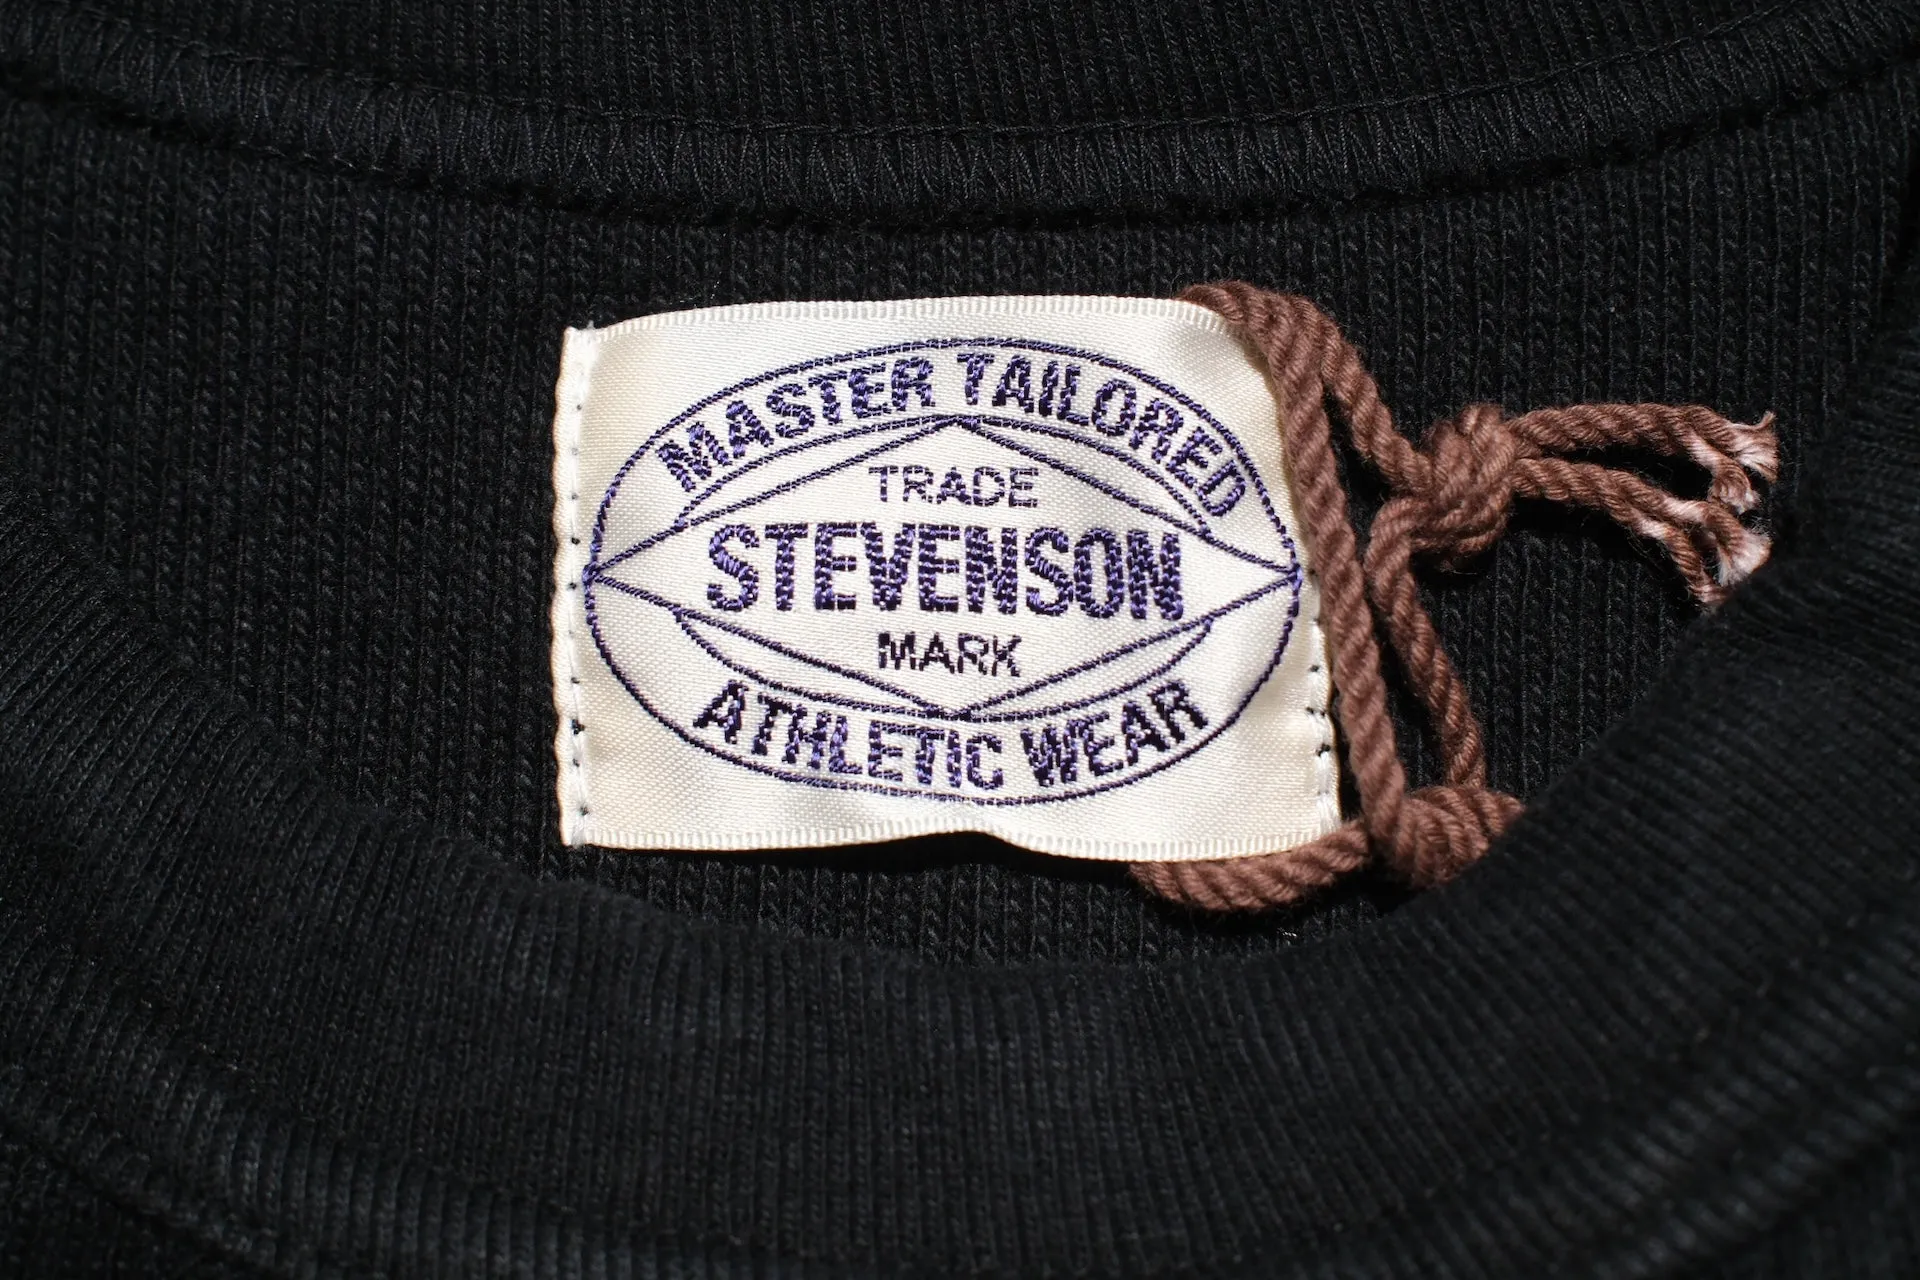 MASTER TAILORED
TRADE
STEVENSON
MARK
ATHLETIC WEAR